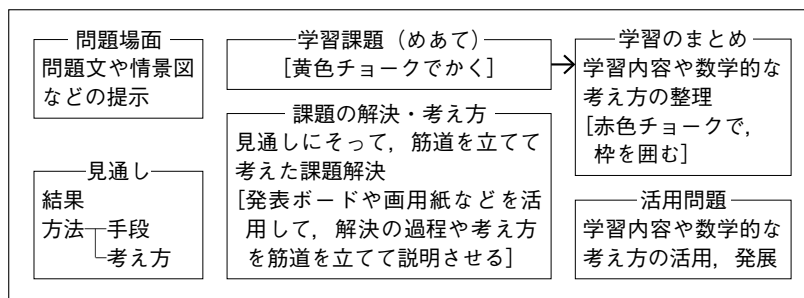 問題場面
問題文や情景図
などの提示
見通し
結果
方法 手段
考え方
学習課題（めあて）
[黄色チョークでかく]
課題の解決・考え方
見通しにそって，筋道を立てて
考えた課題解決
[発表ボードや画用紙などを活
用して，解決の過程や考え方
を筋道を立てて説明させる]
学習のまとめ
学習内容や数学的な
考え方の整理
[赤色チョークで，
枠を囲む]
活用問題
学習内容や数学的な
考え方の活用，発展